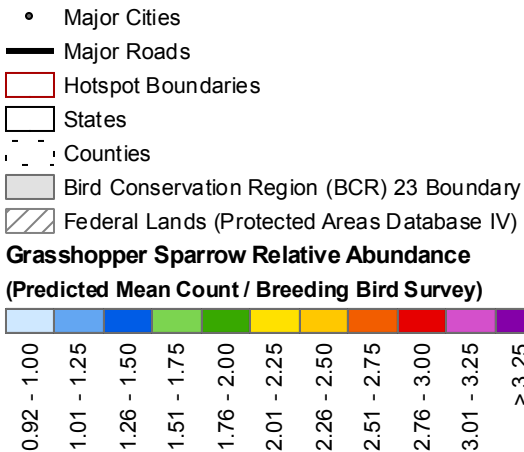 Major Cities
Major Roads
Hotspot Boundaries
States
Counties
Bird Conservation Region (BCR) 23 Boundary
Federal Lands (Protected Areas Database IV)
Grasshopper Sparrow Relative Abundance
(Predicted Mean Count / Breeding Bird Survey)
0.92 - 1.00
1.01 - 1.25
1.26 - 1.50
1.51 - 1.75
1.76 - 2.00
2.01 - 2.25
2.26 - 2.50
2.51 - 2.75
2.76 - 3.00
3.01 - 3.25
> 3.25